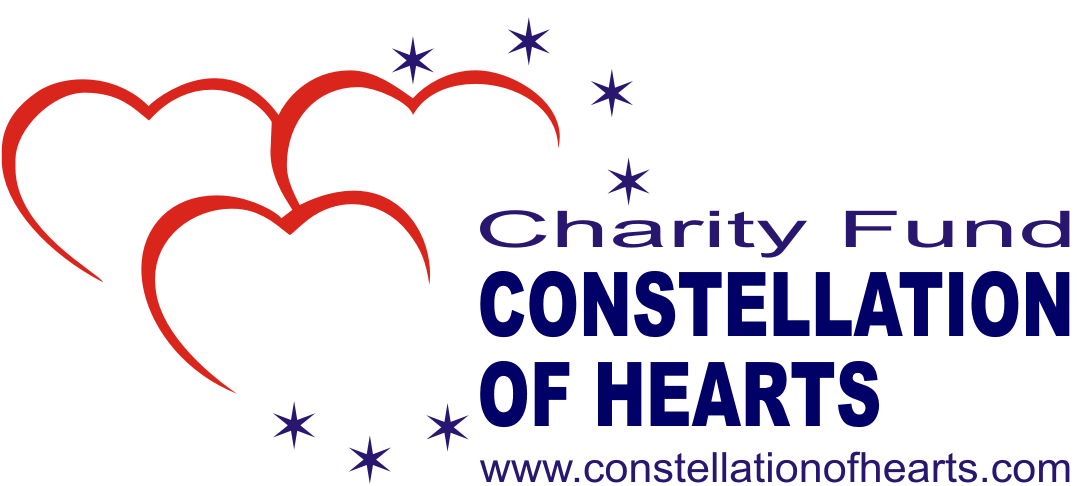 Charity Fund
CONSTELLATION
OF HEARTS
www.constellationofhearts.com